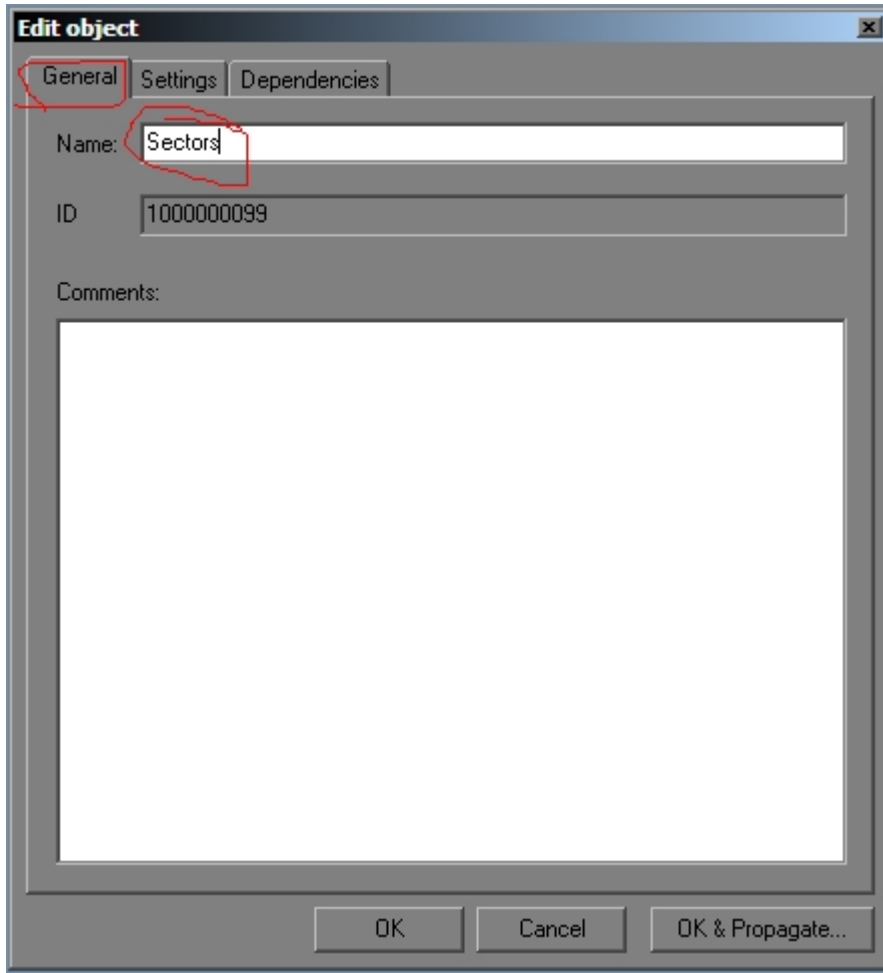 Edit object
General Settings Dependencies
Name: Sectors
ID 1000000099
Comments:
OK Cancel OK & Propagate...